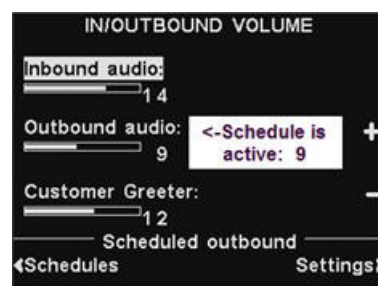 IN/OUTBOUND VOLUME
Inbound audio:
14
Outbound audio:
9
<-Schedule is
active: 9
+
Customer Greeter:
12
-
Scheduled outbound
Schedules
Settings